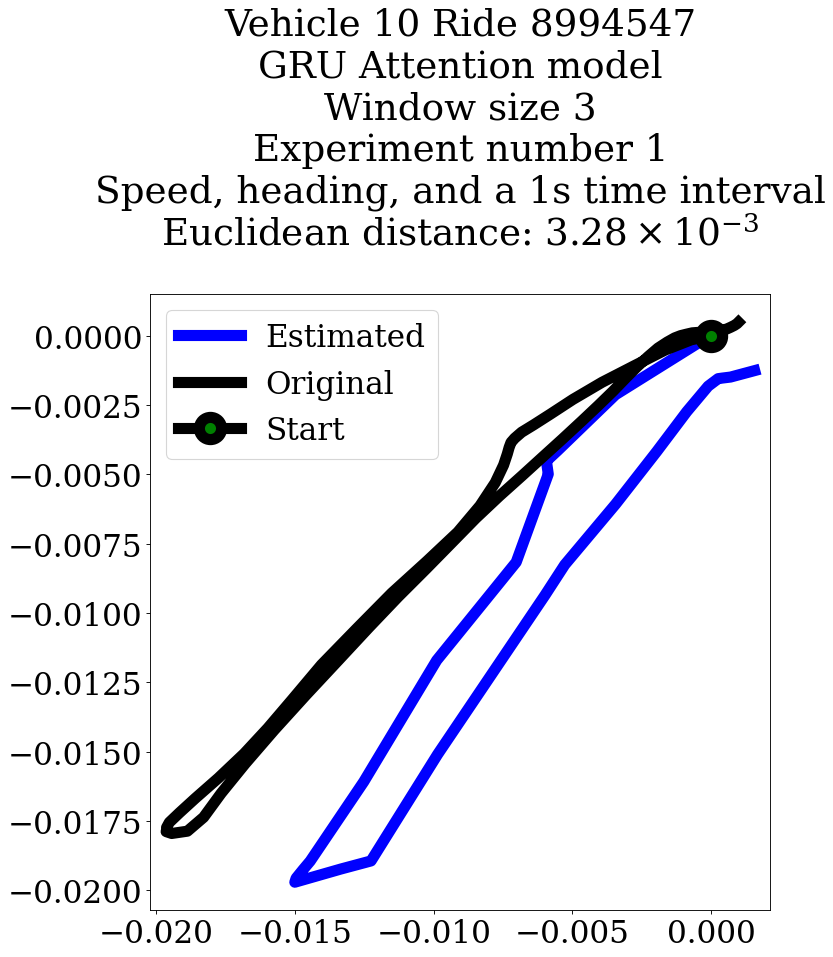 Vehicle 10 Ride 8994547
GRU Attention model
Window size 3
Experiment number 1
Speed, heading, and a 1s time interval
Euclidean distance: 3.28 × 10⁻³
Estimated
Original
Start
0.0000
−0.0025
−0.0050
−0.0075
−0.0100
−0.0125
−0.0150
−0.0175
−0.0200
−0.020 −0.015 −0.010 −0.005 0.000